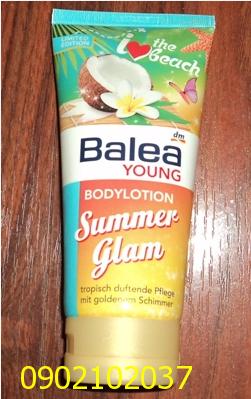 LIMITED
EDITION
i ♥ the
beach
dm
Balea
YOUNG
BODYLOTION
Summer
Glam
tropisch duftende Pflege
mit goldenem Schimmer
0902102037